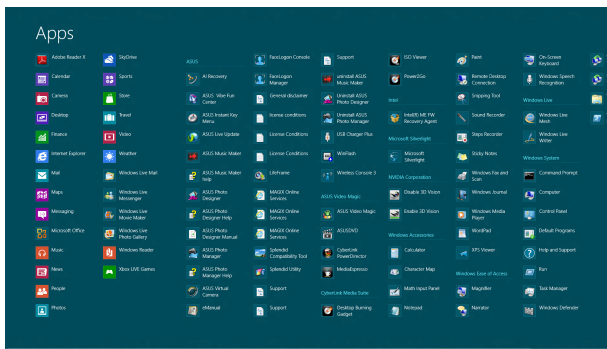 Apps
Adobe Reader X
Calendar
Camera
Desktop
Finance
Internet Explorer
Mail
Maps
Messaging
Microsoft Office
Music
News
People
Photos
SkyDrive
Sports
Store
Travel
Video
Weather
Windows Live Mail
Windows Live
Messenger
Windows Live
Movie Maker
Windows Live
Photo Gallery
Windows Reader
Xbox LIVE Games
ASUS
AI Recovery
ASUS Vibe Fun
Center
ASUS Instant Key
Menu
ASUS Live Update
ASUS Music Maker
ASUS Music Maker
help
ASUS Photo
Designer
ASUS Photo
Designer Help
ASUS Photo
Designer Manual
ASUS Photo
Manager
ASUS Photo
Manager Help
ASUS Virtual
Camera
eManual
FaceLogon Console
FaceLogon
Manager
General disclaimer
license conditions
License Conditions
License Conditions
LifeFrame
MAGIX Online
Services
MAGIX Online
Services
MAGIX Online
Services
Splendid
Compatibility Tool
Splendid Utility
Support
Support
Support
uninstall ASUS
Music Maker
Uninstall ASUS
Photo Designer
Uninstall ASUS
Photo Manager
USB Charger Plus
WinFlash
Wireless Console 3
ASUS Video Magic
ASUS Video Magic
ASUSDVD
CyberLink
PowerDirector
MediaEspresso
CyberLink Media Suite
Desktop Burning
Gadget
ISO Viewer
Power2Go
Intel
Intel(R) ME FW
Recovery Agent
Microsoft Silverlight
Microsoft
Silverlight
NVIDIA Corporation
Disable 3D Vision
Enable 3D Vision
Windows Accessories
Calculator
Character Map
Math Input Panel
Notepad
Paint
Remote Desktop
Connection
Snipping Tool
Sound Recorder
Steps Recorder
Sticky Notes
Windows Fax and
Scan
Windows Journal
Windows Media
Player
WordPad
XPS Viewer
Windows Ease of Access
Magnifier
Narrator
On-Screen
Keyboard
Windows Speech
Recognition
Windows Live
Windows Live
Mesh
Windows Live
Writer
Windows System
Command Prompt
Computer
Control Panel
Default Programs
Help and Support
Run
Task Manager
Windows Defender